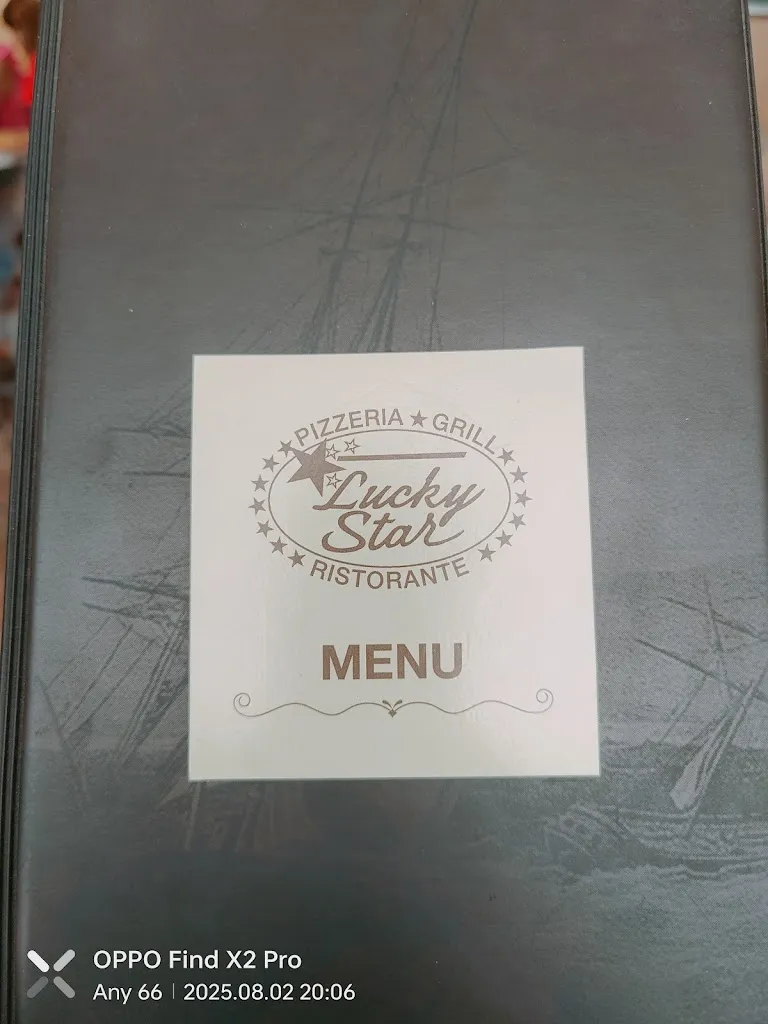 PIZZERIA ★ GRILL
Lucky
Star
RISTORANTE
MENU
OPPO Find X2 Pro
Any 66 | 2025.08.02 20:06